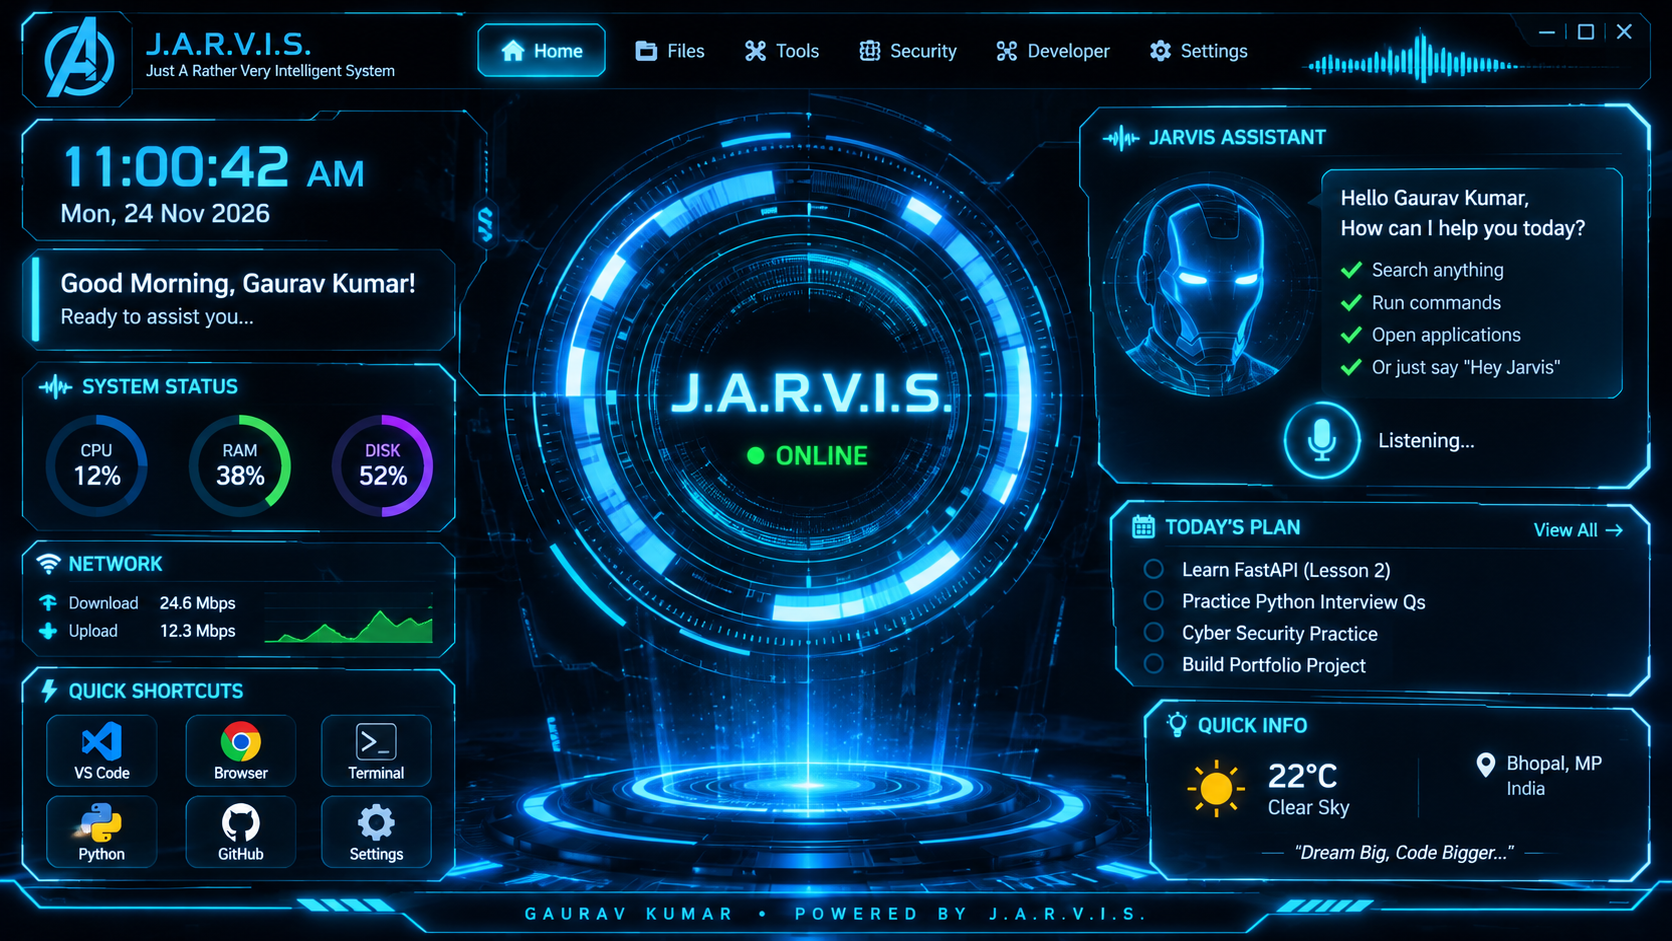 J.A.R.V.I.S.
Just A Rather Very Intelligent System
Home
Files
Tools
Security
Developer
Settings
11:00:42 AM
Mon, 24 Nov 2026
Good Morning, Gaurav Kumar!
Ready to assist you...
SYSTEM STATUS
CPU
12%
RAM
38%
DISK
52%
NETWORK
Download 24.6 Mbps
Upload 12.3 Mbps
QUICK SHORTCUTS
VS Code
Browser
Terminal
Python
GitHub
Settings
J.A.R.V.I.S.
ONLINE
JARVIS ASSISTANT
Hello Gaurav Kumar,
How can I help you today?
Search anything
Run commands
Open applications
Or just say "Hey Jarvis"
Listening...
TODAY'S PLAN
View All →
Learn FastAPI (Lesson 2)
Practice Python Interview Qs
Cyber Security Practice
Build Portfolio Project
QUICK INFO
22°C
Clear Sky
Bhopal, MP
India
"Dream Big, Code Bigger..."
GAURAV KUMAR • POWERED BY J.A.R.V.I.S.